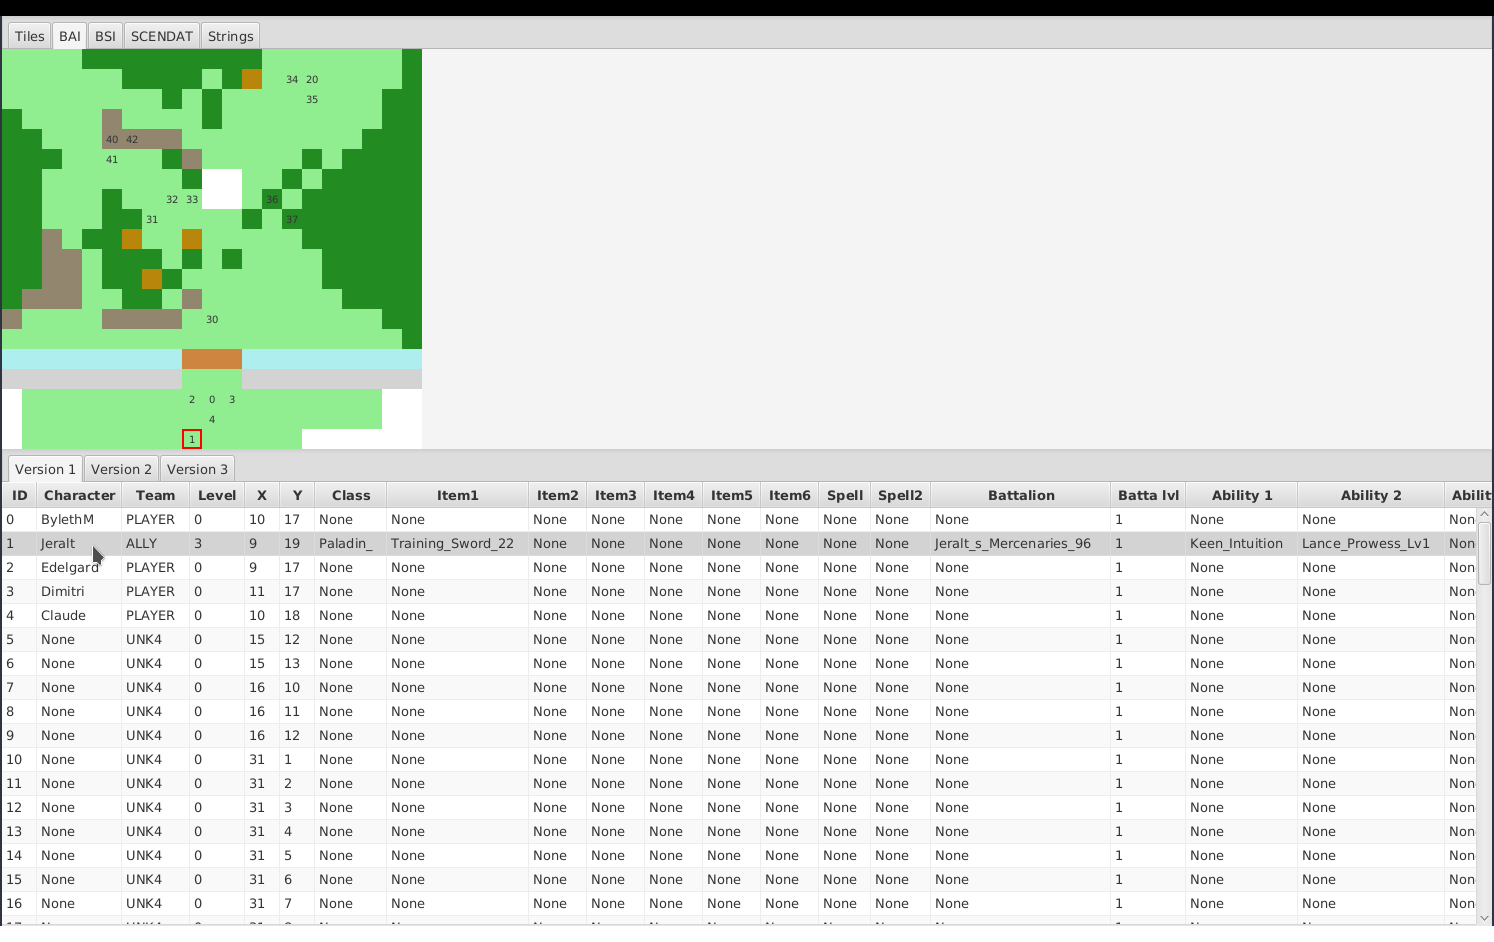 Tiles BAI BSI SCENDAT Strings
34 20
35
40 42
41
32 33 36
31 37
30
2 0 3
4
1
Version 1 Version 2 Version 3
ID Character Team Level X Y Class Item1 Item2 Item3 Item4 Item5 Item6 Spell Spell2 Battalion Batta lvl Ability 1 Ability 2 Abilit
0 BylethM PLAYER 0 10 17 None None None None None None None None None None 1 None None Non
1 Jeralt ALLY 3 9 19 Paladin_ Training_Sword_22 None None None None None None None Jeralt_s_Mercenaries_96 1 Keen_Intuition Lance_Prowess_Lv1 Non
2 Edelgard PLAYER 0 9 17 None None None None None None None None None None 1 None None Non
3 Dimitri PLAYER 0 11 17 None None None None None None None None None None 1 None None Non
4 Claude PLAYER 0 10 18 None None None None None None None None None None 1 None None Non
5 None UNK4 0 15 12 None None None None None None None None None None 1 None None Non
6 None UNK4 0 15 13 None None None None None None None None None None 1 None None Non
7 None UNK4 0 16 10 None None None None None None None None None None 1 None None Non
8 None UNK4 0 16 11 None None None None None None None None None None 1 None None Non
9 None UNK4 0 16 12 None None None None None None None None None None 1 None None Non
10 None UNK4 0 31 1 None None None None None None None None None None 1 None None Non
11 None UNK4 0 31 2 None None None None None None None None None None 1 None None Non
12 None UNK4 0 31 3 None None None None None None None None None None 1 None None Non
13 None UNK4 0 31 4 None None None None None None None None None None 1 None None Non
14 None UNK4 0 31 5 None None None None None None None None None None 1 None None Non
15 None UNK4 0 31 6 None None None None None None None None None None 1 None None Non
16 None UNK4 0 31 7 None None None None None None None None None None 1 None None Non